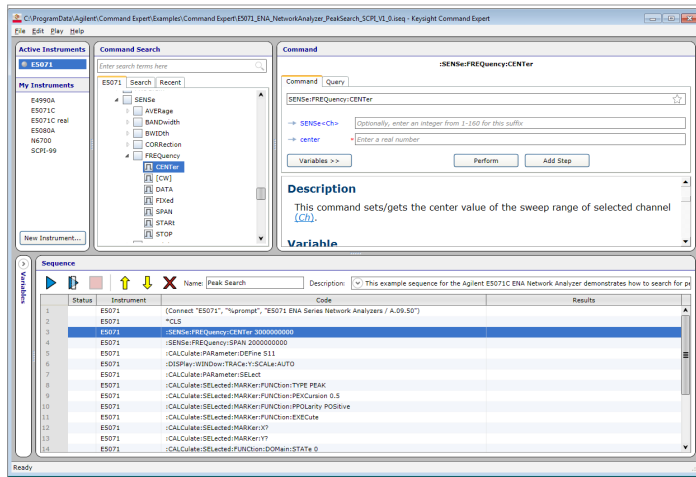 C:\ProgramData\Agilent\Command Expert\Examples\Command Expert\E5071_ENA_NetworkAnalyzer_PeakSearch_SCPI_V1_0.iseq - Keysight Command Expert
File Edit Play Help
Active Instruments
E5071
My Instruments
E4990A
E5071C
E5071C real
E5080A
N6700
SCPI-99
New Instrument...
Command Search
Enter search terms here
E5071 Search Recent
SENSe
AVERage
BANDwidth
BWIDth
CORRection
FREQuency
CENTer
[CW]
DATA
FIXed
SPAN
STARt
STOP
Command
:SENSe:FREQuency:CENTer
Command Query
SENSe:FREQuency:CENTer
SENSe<Ch> Optionally, enter an integer from 1-160 for this suffix
center * Enter a real number
Variables >> Perform Add Step
Description
This command sets/gets the center value of the sweep range of selected channel
(Ch).
Variable
Variables
Sequence
Name: Peak Search Description: This example sequence for the Agilent E5071C ENA Network Analyzer demonstrates how to search for pe
Status Instrument Code Results
1 E5071 (Connect "E5071", "%prompt", "E5071 ENA Series Network Analyzers / A.09.50")
2 E5071 *CLS
3 E5071 :SENSe:FREQuency:CENTer 3000000000
4 E5071 :SENSe:FREQuency:SPAN 2000000000
5 E5071 :CALCulate:PARameter:DEFine S11
6 E5071 :DISPlay:WINDow:TRACe:Y:SCALe:AUTO
7 E5071 :CALCulate:PARameter:SELect
8 E5071 :CALCulate:SELected:MARKer:FUNCtion:TYPE PEAK
9 E5071 :CALCulate:SELected:MARKer:FUNCtion:PEXCursion 0.5
10 E5071 :CALCulate:SELected:MARKer:FUNCtion:PPOLarity POSitive
11 E5071 :CALCulate:SELected:MARKer:FUNCtion:EXECute
12 E5071 :CALCulate:SELected:MARKer:X?
13 E5071 :CALCulate:SELected:MARKer:Y?
14 E5071 :CALCulate:SELected:FUNCtion:DOMain:STATe 0
Ready